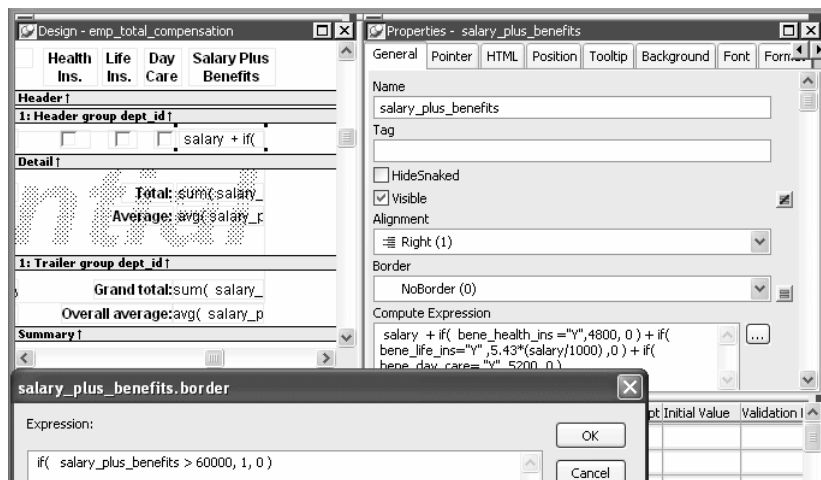 Design - emp_total_compensation
Health Life Day Salary Plus
Ins. Ins. Care Benefits
Header ↑
1: Header group dept_id ↑
salary + if(
Detail ↑
Total: sum( salary_
Average: avg( salary_p
1: Trailer group dept_id ↑
Grand total: sum( salary_
Overall average: avg( salary_p
Summary ↑
Properties - salary_plus_benefits
General Pointer HTML Position Tooltip Background Font
Name
salary_plus_benefits
Tag
HideSnaked
Visible
Alignment
Right (1)
Border
NoBorder (0)
Compute Expression
salary + if( bene_health_ins ="Y",4800, 0 ) + if(
bene_life_ins="Y" ,5.43*(salary/1000) ,0 ) + if(
bene_day_care= "Y", 5200, 0 )
...
pt Initial Value Validation
salary_plus_benefits.border
Expression:
if( salary_plus_benefits > 60000, 1, 0 )
OK
Cancel